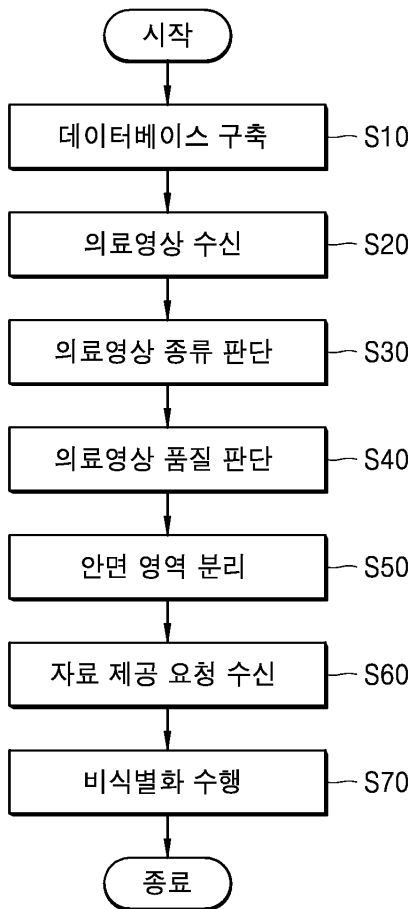 시작
데이터베이스 구축 S10
의료영상 수신 S20
의료영상 종류 판단 S30
의료영상 품질 판단 S40
안면 영역 분리 S50
자료 제공 요청 수신 S60
비식별화 수행 S70
종료